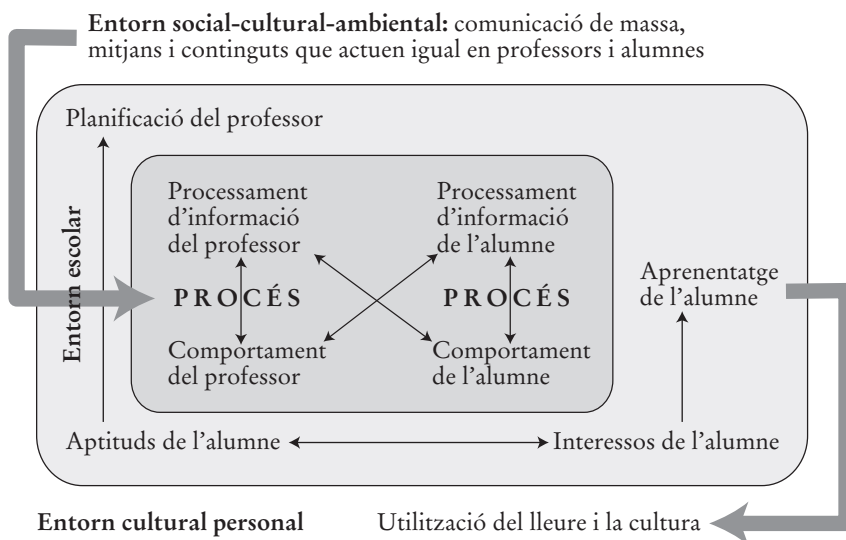 Entorn social-cultural-ambiental: comunicació de massa,
mitjans i continguts que actuen igual en professors i alumnes
Planificació del professor
Entorn escolar
Processament
d’informació
del professor
Processament
d’informació
de l’alumne
PROCÉS
PROCÉS
Comportament
del professor
Comportament
de l’alumne
Aprenentatge
de l’alumne
Aptituds de l’alumne
Interessos de l’alumne
Entorn cultural personal
Utilització del lleure i la cultura